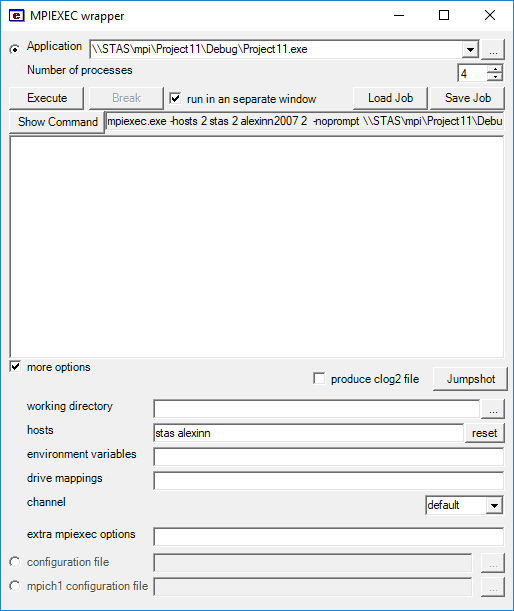 MPIEXEC wrapper
Application \\STAS\mpi\Project11\Debug\Project11.exe ...
Number of processes 4
Execute Break run in an separate window Load Job Save Job
Show Command mpiexec.exe -hosts 2 stas 2 alexinn2007 2 -noprompt \\STAS\mpi\Project11\Debu
more options
produce clog2 file Jumpshot
working directory ...
hosts stas alexinn reset
environment variables
drive mappings
channel default
extra mpiexec options
configuration file ...
mpich1 configuration file ...